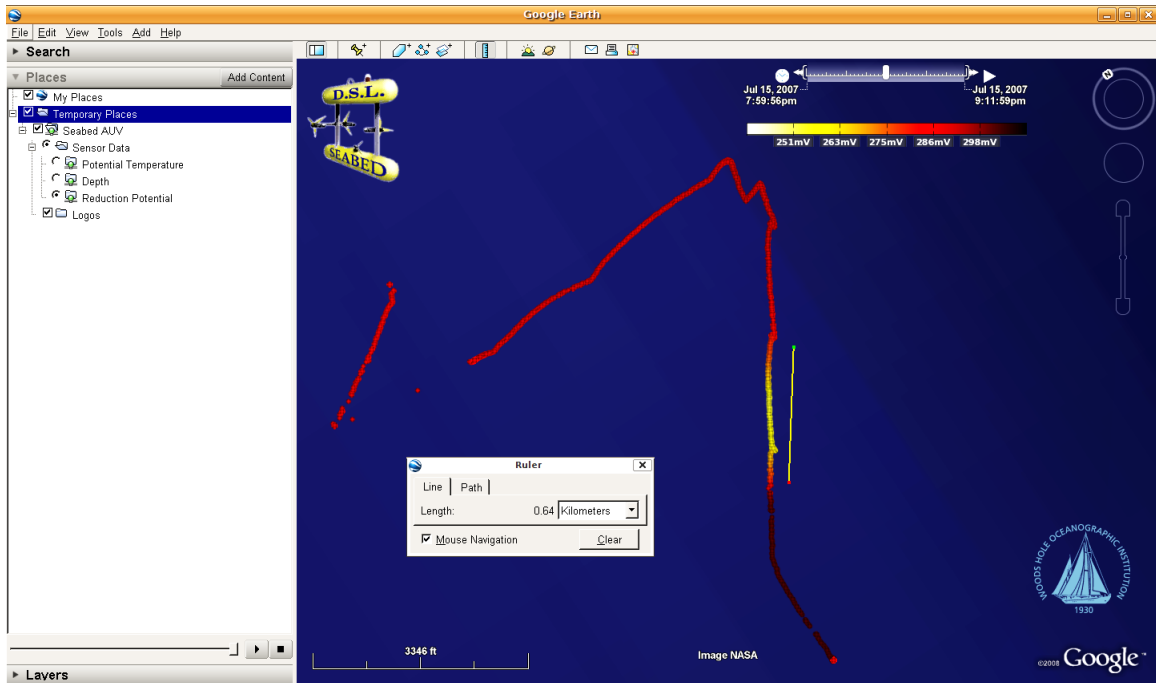 Google Earth
File Edit View Tools Add Help
Search
Places
Add Content
My Places
Temporary Places
Seabed AUV
Sensor Data
Potential Temperature
Depth
Reduction Potential
Logos
Layers
D.S.L.
SEABED
Jul 15, 2007
7:59:56pm
Jul 15, 2007
9:11:59pm
251mV 263mV 275mV 286mV 298mV
N
Ruler
Line Path
Length: 0.64 Kilometers
Mouse Navigation Clear
WOODS HOLE OCEANOGRAPHIC INSTITUTION
1930
3346 ft
Image NASA
©2008 Google™